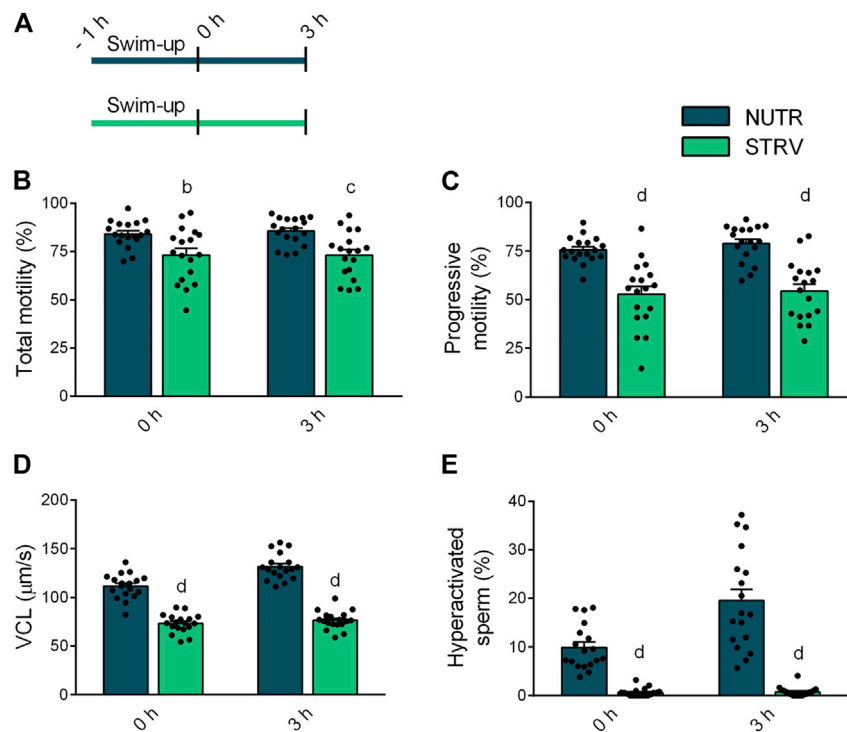 A
- 1 h
0 h
3 h
Swim-up
Swim-up
NUTR
STRV
B
Total motility (%)
100
75
50
25
0
b
c
0 h
3 h
C
Progressive
motility (%)
100
75
50
25
0
d
d
0 h
3 h
D
VCL (μm/s)
200
150
100
50
0
d
d
0 h
3 h
E
Hyperactivated
sperm (%)
40
30
20
10
0
d
d
0 h
3 h